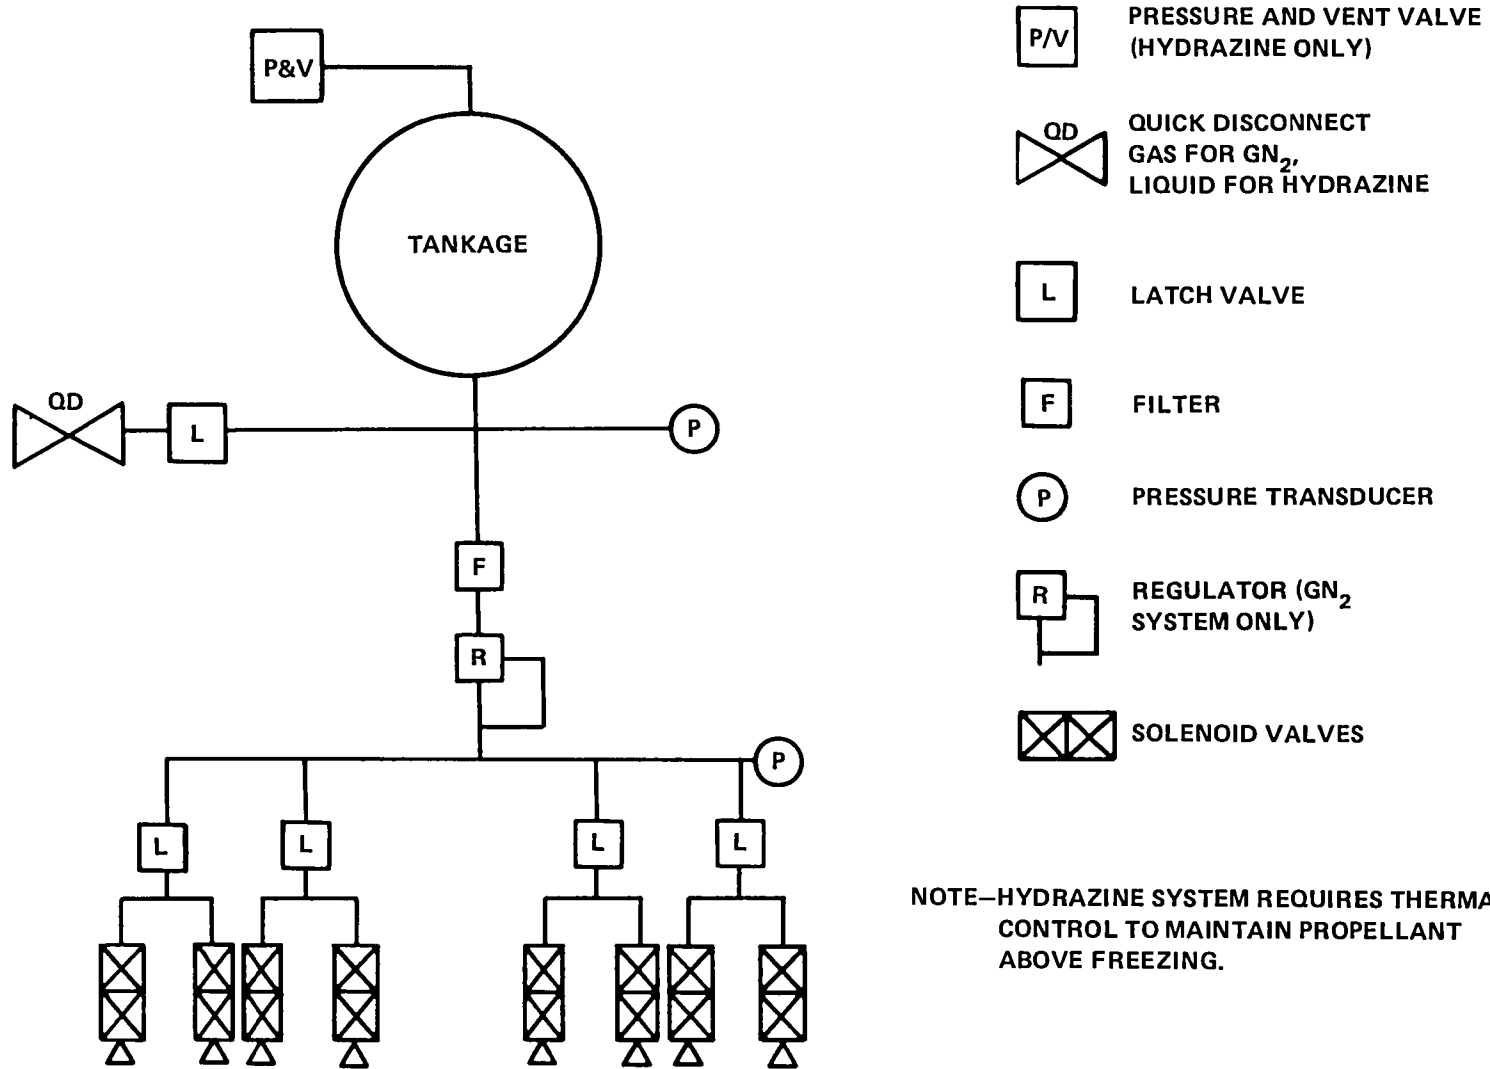 P&V
TANKAGE
QD
L
P
F
R
P
L
L
L
L
P/V
PRESSURE AND VENT VALVE
(HYDRAZINE ONLY)
QD
QUICK DISCONNECT
GAS FOR GN2,
LIQUID FOR HYDRAZINE
L
LATCH VALVE
F
FILTER
P
PRESSURE TRANSDUCER
R
REGULATOR (GN2
SYSTEM ONLY)
SOLENOID VALVES
NOTE—HYDRAZINE SYSTEM REQUIRES THERMA
CONTROL TO MAINTAIN PROPELLANT
ABOVE FREEZING.